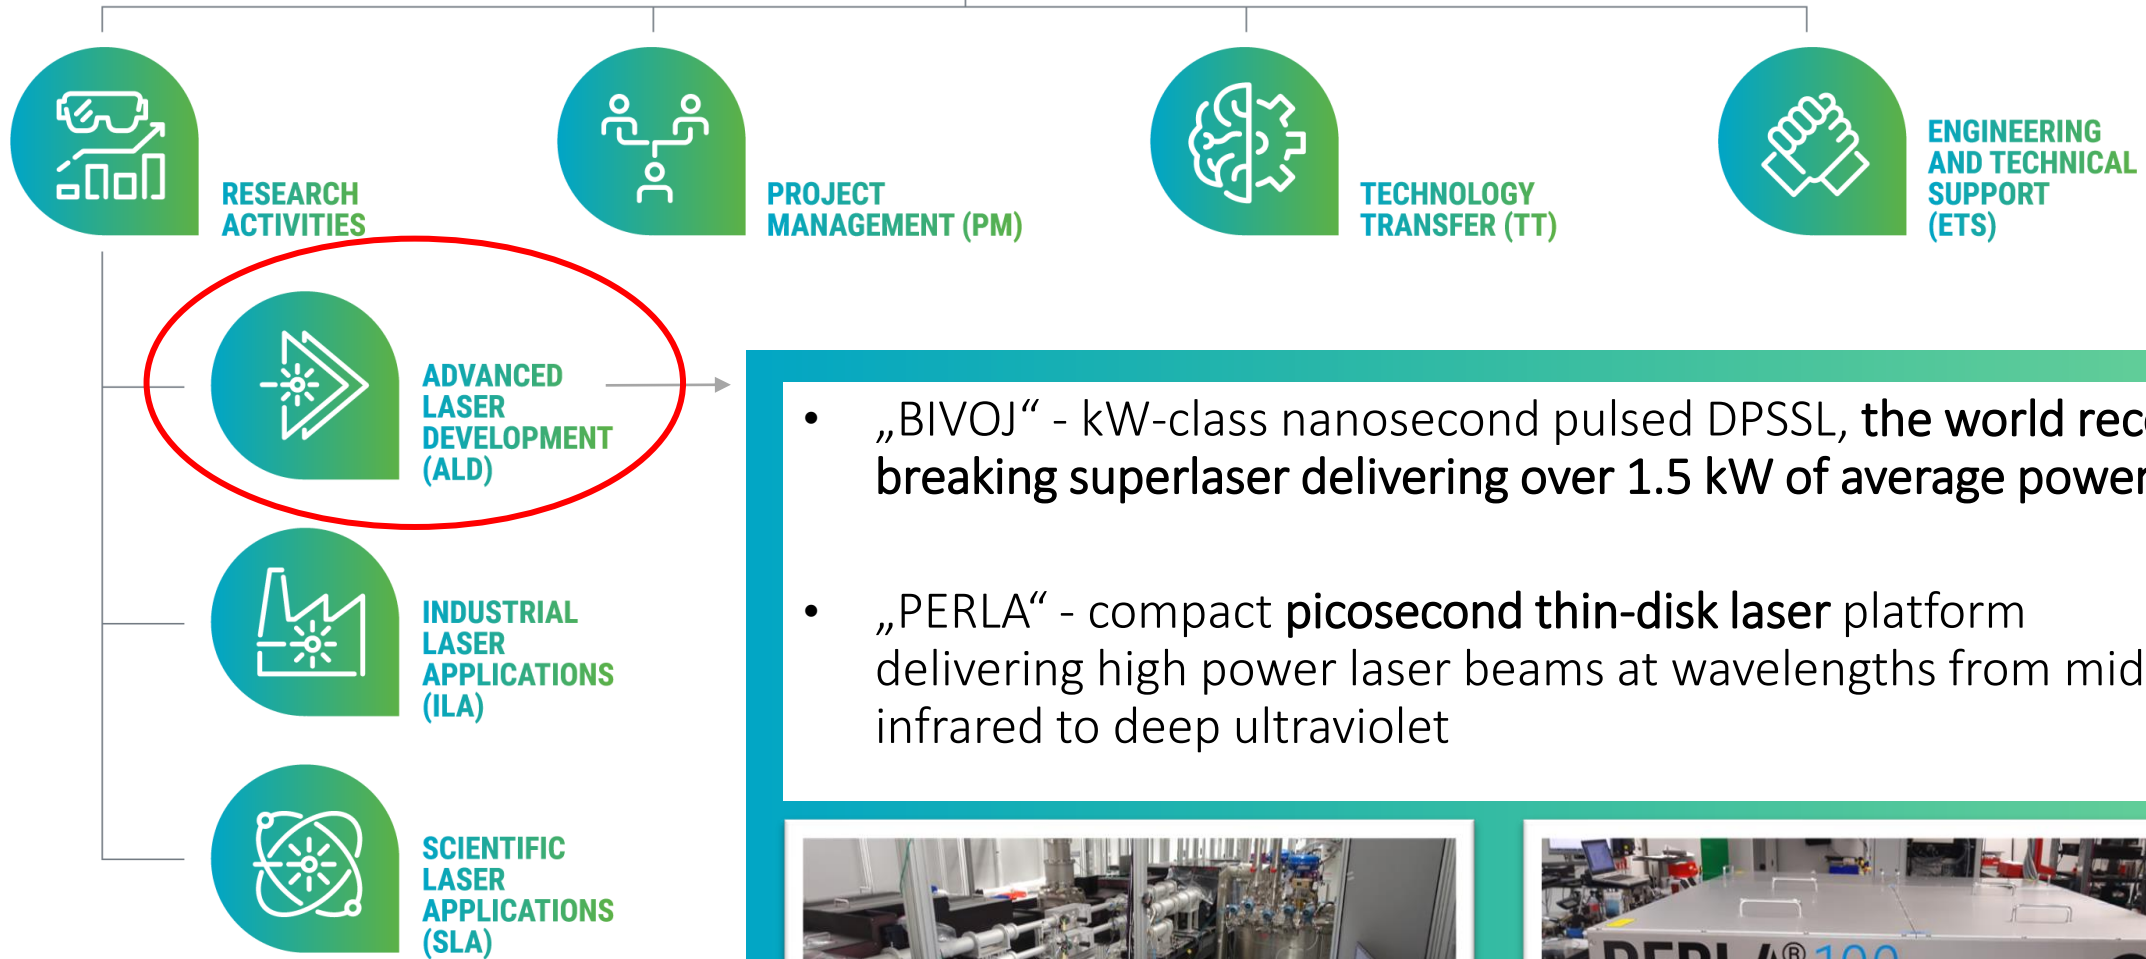 RESEARCH
ACTIVITIES
PROJECT
MANAGEMENT (PM)
TECHNOLOGY
TRANSFER (TT)
ENGINEERING
AND TECHNICAL
SUPPORT
(ETS)
ADVANCED
LASER
DEVELOPMENT
(ALD)
INDUSTRIAL
LASER
APPLICATIONS
(ILA)
SCIENTIFIC
LASER
APPLICATIONS
(SLA)
• „BIVOJ“ - kW-class nanosecond pulsed DPSSL, the world
breaking superlaser delivering over 1.5 kW of average power
• „PERLA“ - compact picosecond thin-disk laser platform
delivering high power laser beams at wavelengths from mid
infrared to deep ultraviolet
PERLA® 100